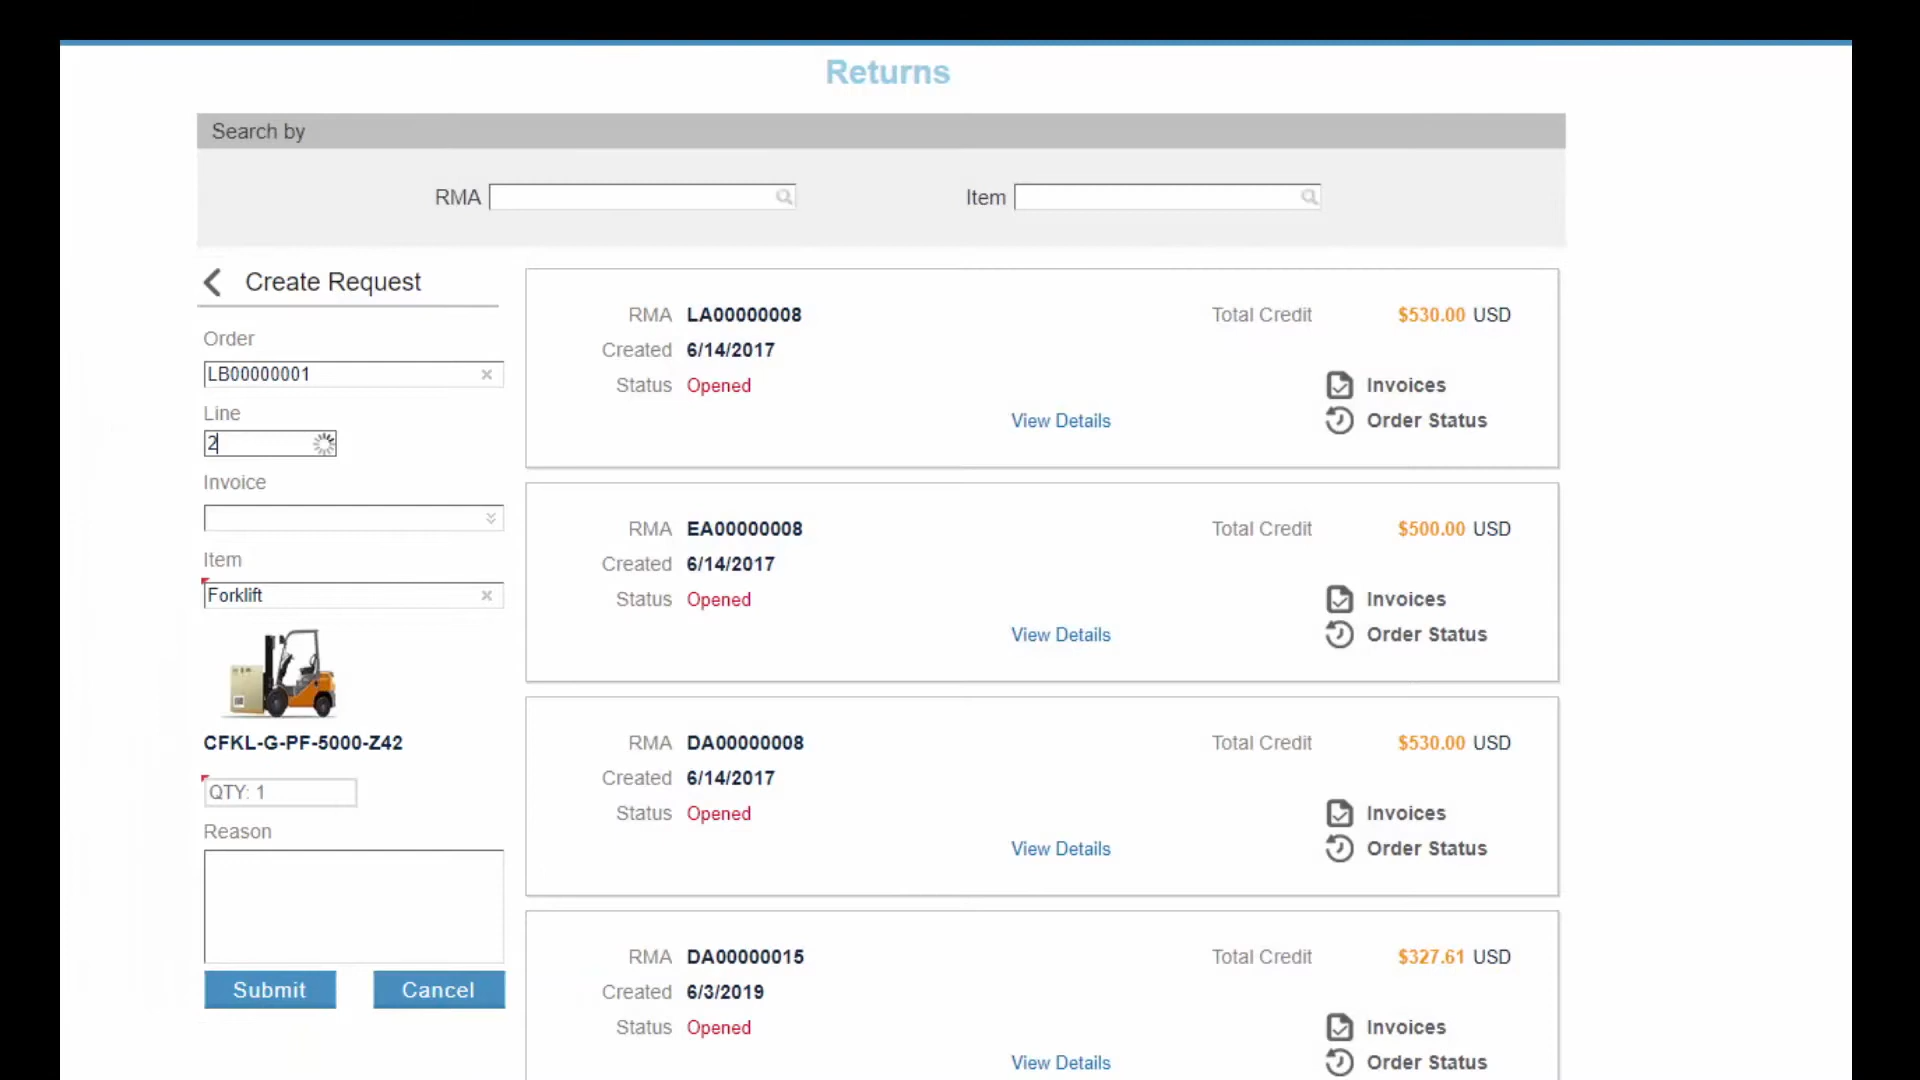 Returns
Search by
RMA
Item
Create Request
Order
LB00000001
Line
2
Invoice
Item
Forklift
CFKL-G-PF-5000-Z42
QTY: 1
Reason
Submit Cancel
RMA LA00000008 Total Credit $530.00 USD
Created 6/14/2017
Status Opened Invoices
View Details Order Status
RMA EA00000008 Total Credit $500.00 USD
Created 6/14/2017
Status Opened Invoices
View Details Order Status
RMA DA00000008 Total Credit $530.00 USD
Created 6/14/2017
Status Opened Invoices
View Details Order Status
RMA DA00000015 Total Credit $327.61 USD
Created 6/3/2019
Status Opened Invoices
View Details Order Status